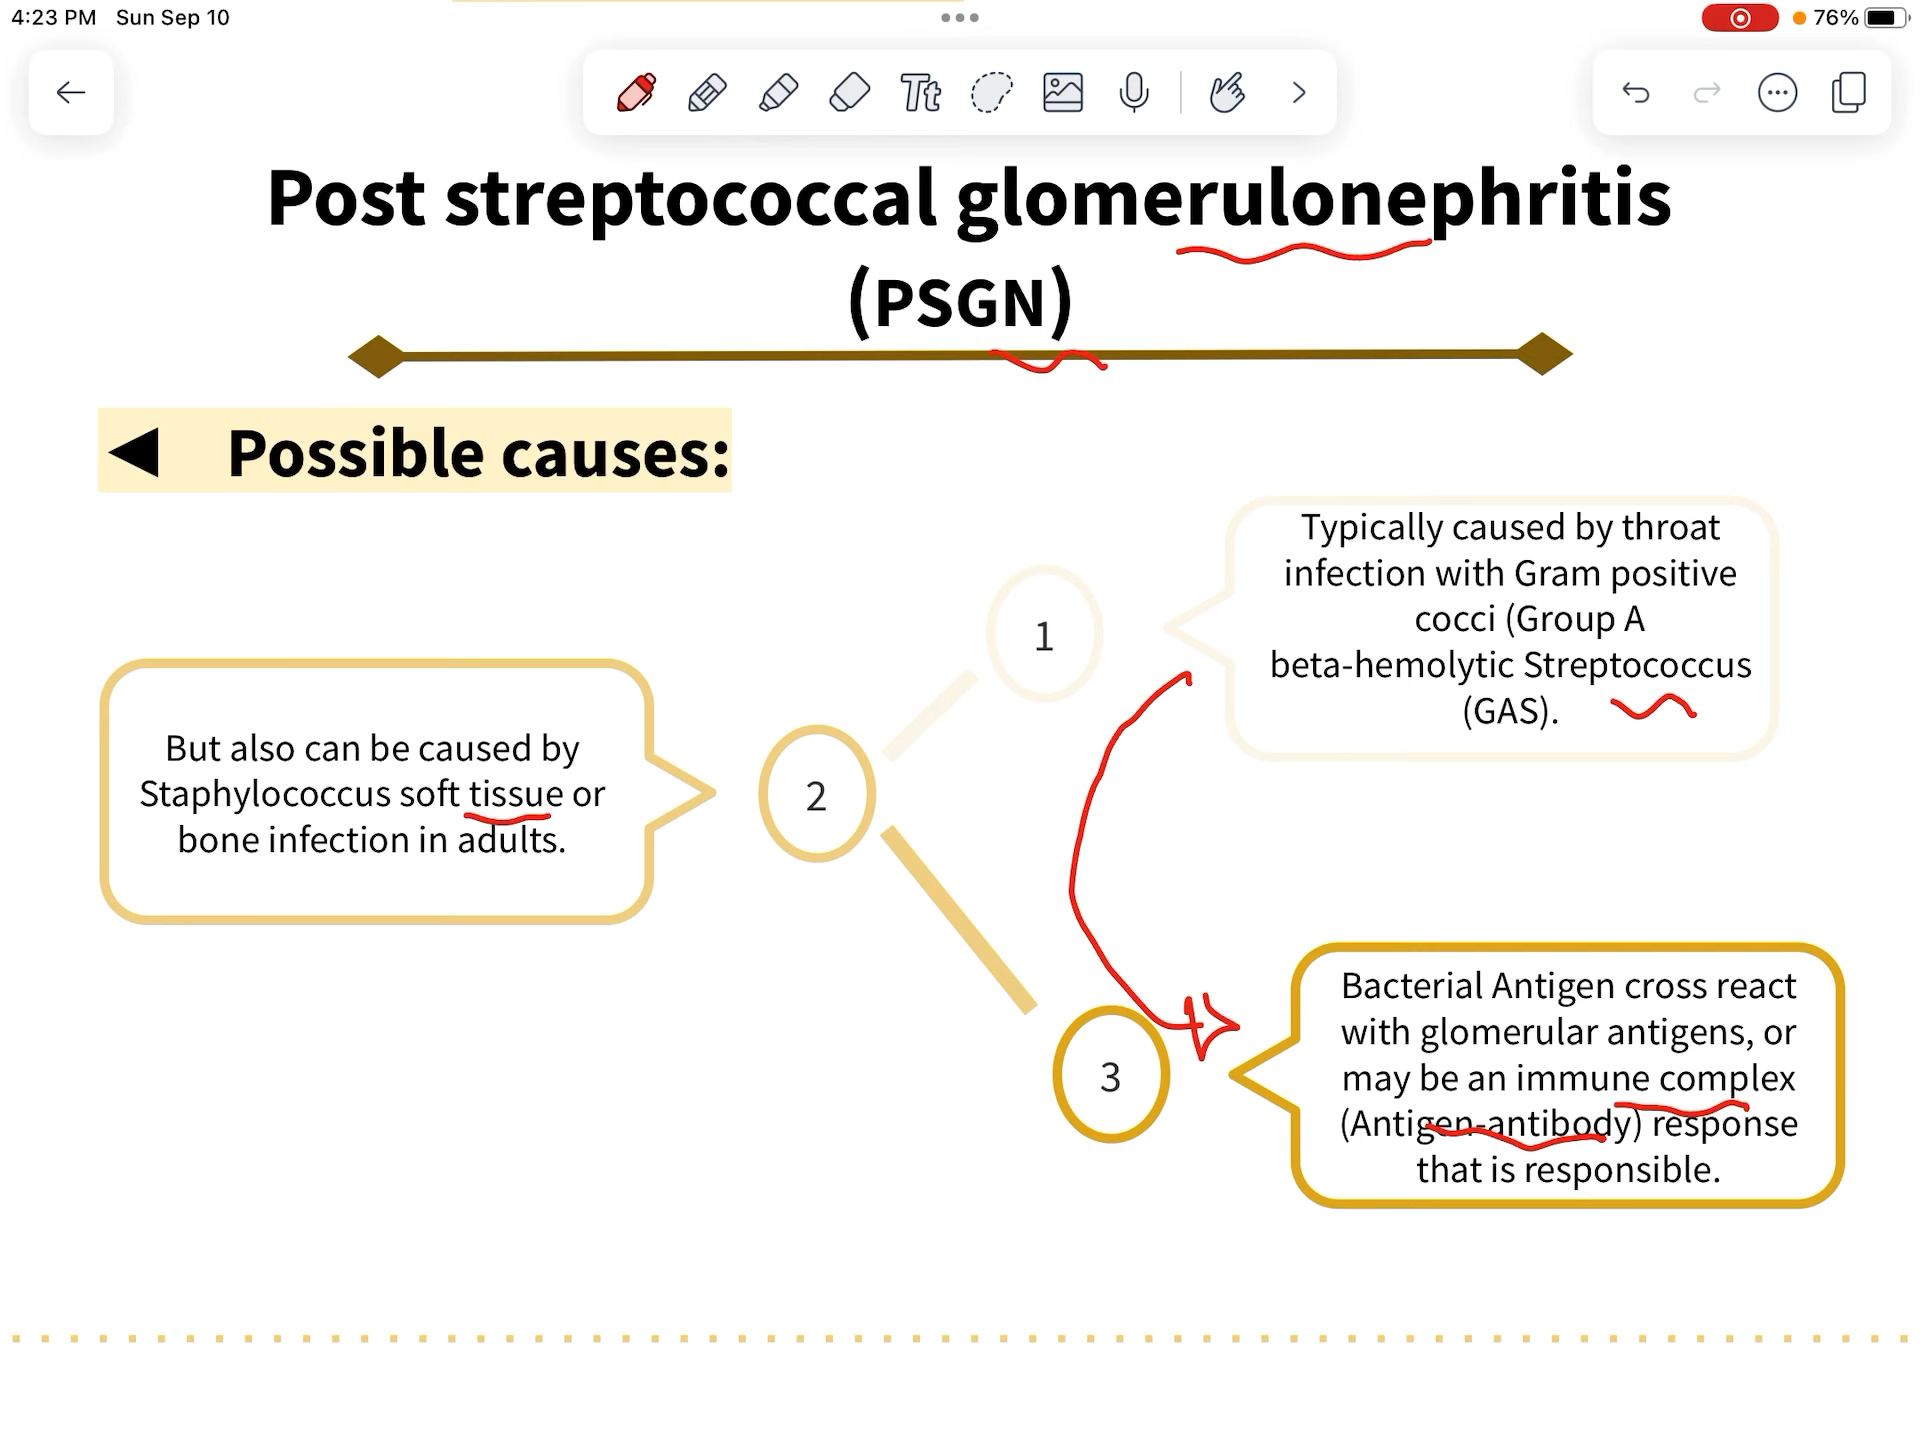 4:23 PM Sun Sep 10
76%
Tt
Post streptococcal glomerulonephritis
(PSGN)
Possible causes:
1
Typically caused by throat
infection with Gram positive
cocci (Group A
beta-hemolytic Streptococcus
(GAS).
2
But also can be caused by
Staphylococcus soft tissue or
bone infection in adults.
3
Bacterial Antigen cross react
with glomerular antigens, or
may be an immune complex
(Antigen-antibody) response
that is responsible.